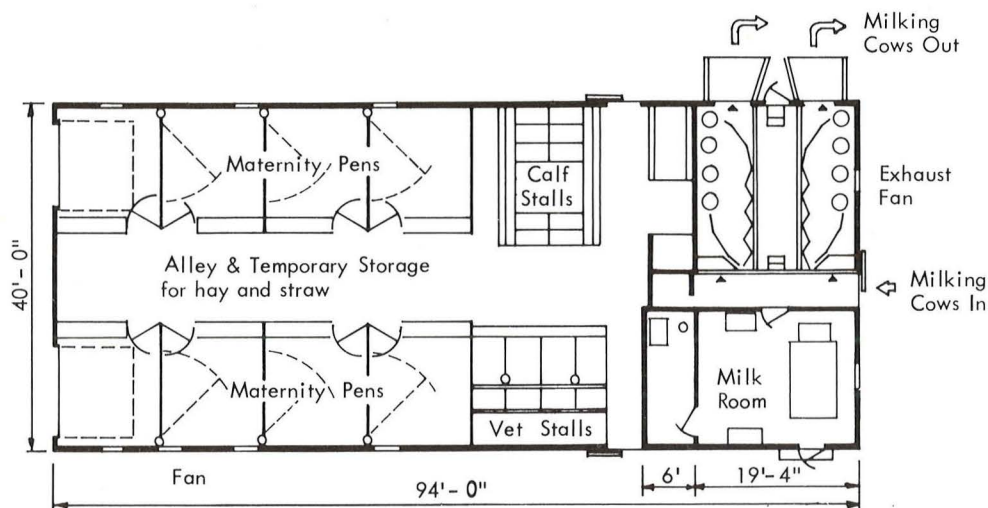 Milking
Cows Out
Maternity Pens
Calf
Stalls
Exhaust
Fan
40'- 0"
Alley & Temporary Storage
for hay and straw
Milking
Cows In
Maternity Pens
Milk
Room
Vet Stalls
Fan
6'
19'- 4"
94'- 0"